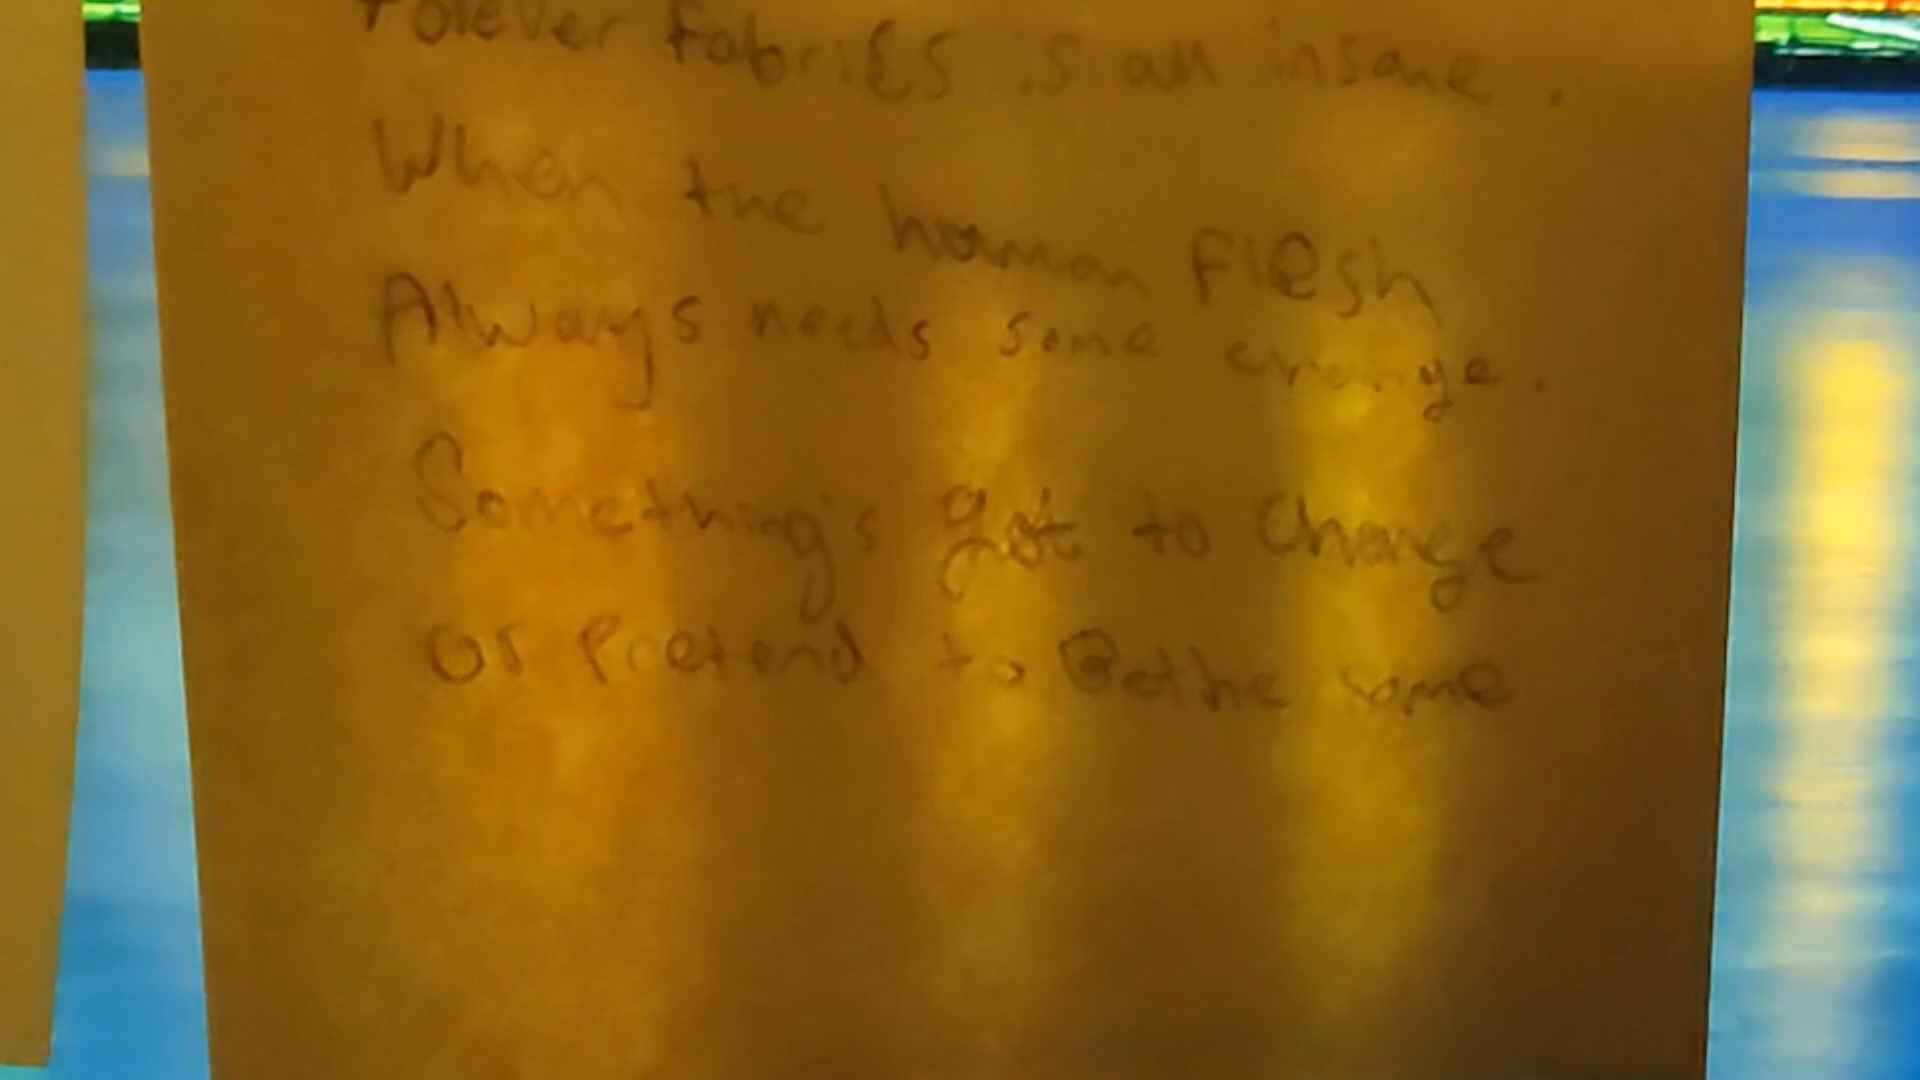 forever fabrics is all insane.
When the human Flesh
Always needs some change.
Something's got to Change
or Pretend to Be the same